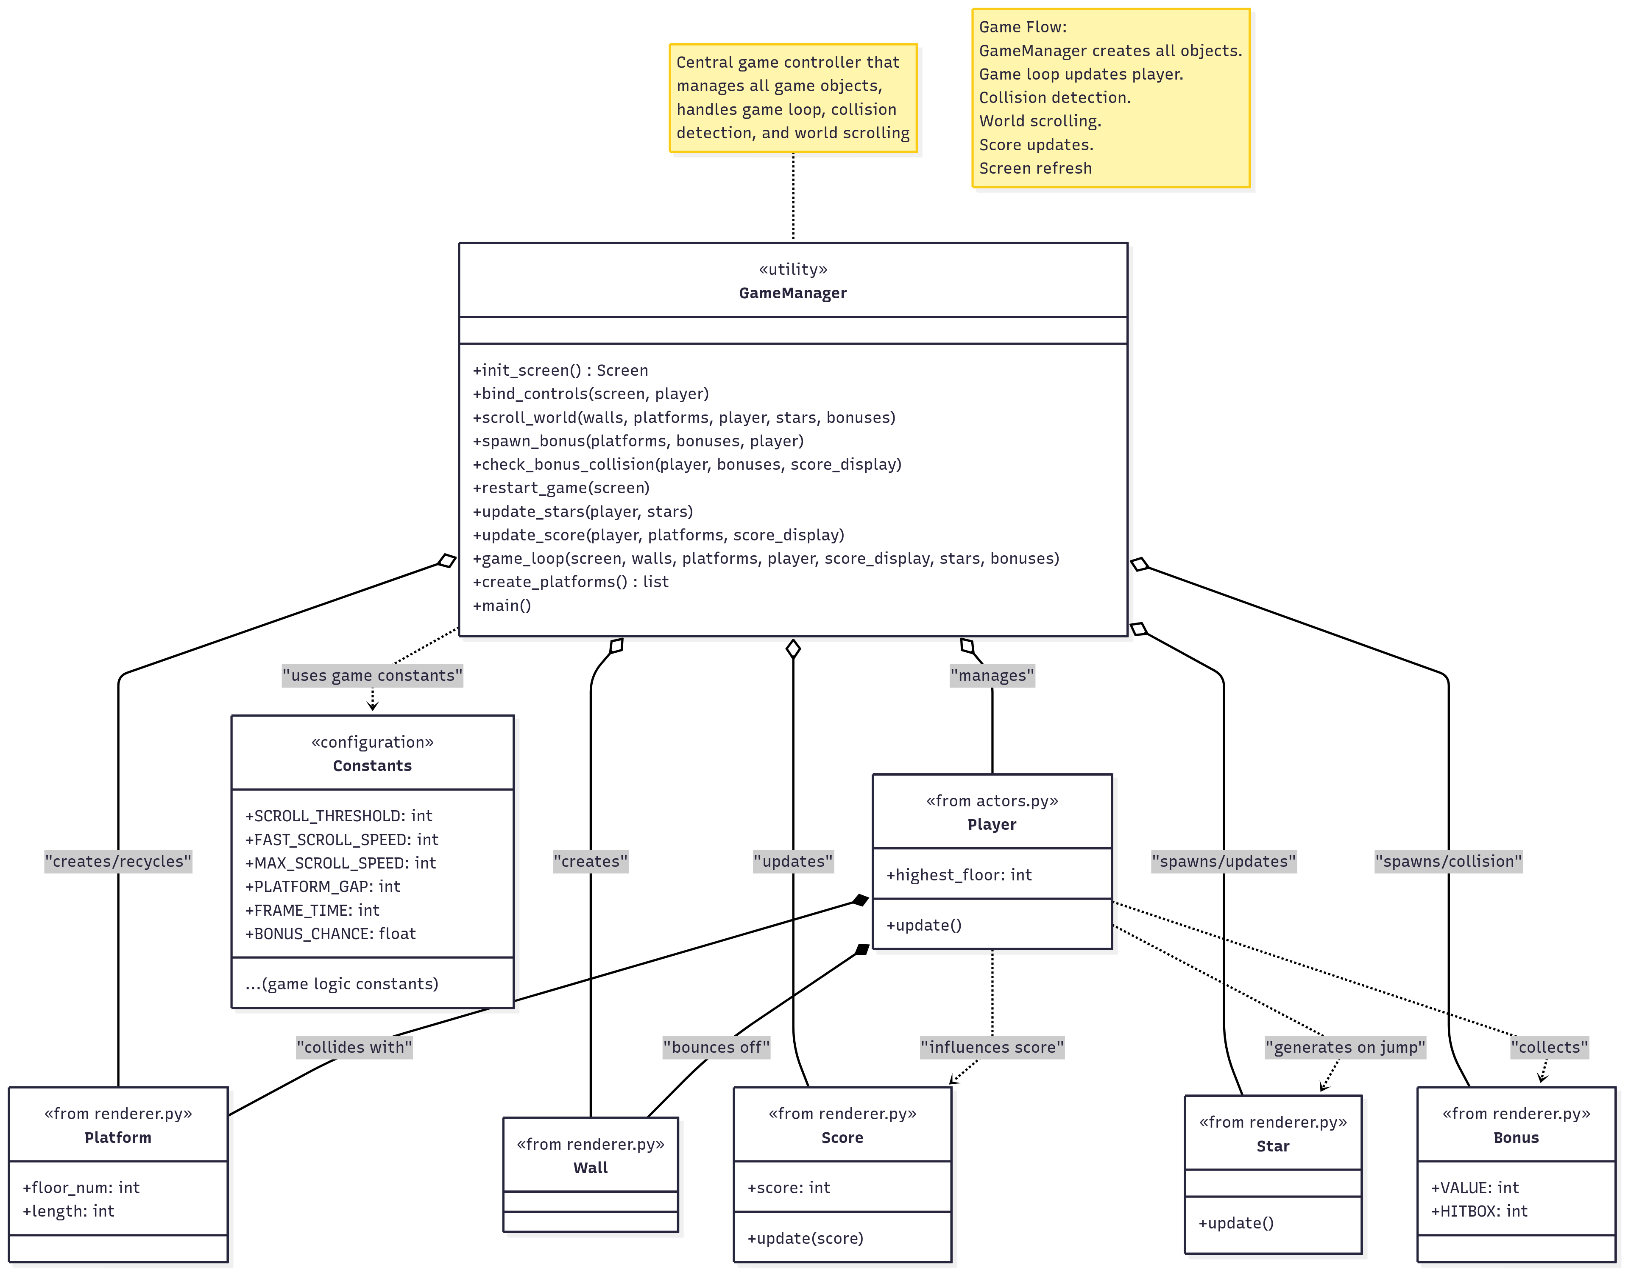 Game Flow:
GameManager creates all objects.
Game loop updates player.
Collision detection.
World scrolling.
Score updates.
Screen refresh
Central game controller that
manages all game objects,
handles game loop, collision
detection, and world scrolling
«utility»
GameManager
+init_screen() : Screen
+bind_controls(screen, player)
+scroll_world(walls, platforms, player, stars, bonuses)
+spawn_bonus(platforms, bonuses, player)
+check_bonus_collision(player, bonuses, score_display)
+restart_game(screen)
+update_stars(player, stars)
+update_score(player, platforms, score_display)
+game_loop(screen, walls, platforms, player, score_display, stars, bonuses)
+create_platforms() : list
+main()
"uses game constants"
"manages"
«configuration»
Constants
+SCROLL_THRESHOLD: int
+FAST_SCROLL_SPEED: int
+MAX_SCROLL_SPEED: int
+PLATFORM_GAP: int
+FRAME_TIME: int
+BONUS_CHANCE: float
...(game logic constants)
«from actors.py»
Player
+highest_floor: int
+update()
"creates/recycles"
"creates"
"updates"
"spawns/updates"
"spawns/collision"
"collides with"
"bounces off"
"influences score"
"generates on jump"
"collects"
«from renderer.py»
Platform
+floor_num: int
+length: int
«from renderer.py»
Wall
«from renderer.py»
Score
+score: int
+update(score)
«from renderer.py»
Star
+update()
«from renderer.py»
Bonus
+VALUE: int
+HITBOX: int